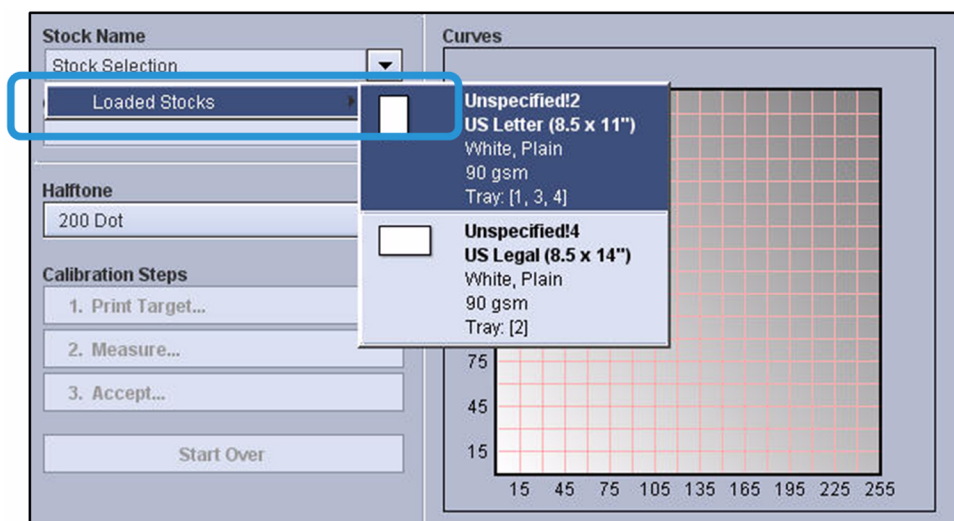 Stock Name
Stock Selection
Loaded Stocks
Unspecified!2
US Letter (8.5 x 11")
White, Plain
90 gsm
Tray: [1, 3, 4]
Unspecified!4
US Legal (8.5 x 14")
White, Plain
90 gsm
Tray: [2]
Halftone
200 Dot
Calibration Steps
1. Print Target...
2. Measure...
3. Accept...
Start Over
Curves
75
45
15
15 45 75 105 135 165 195 225 255